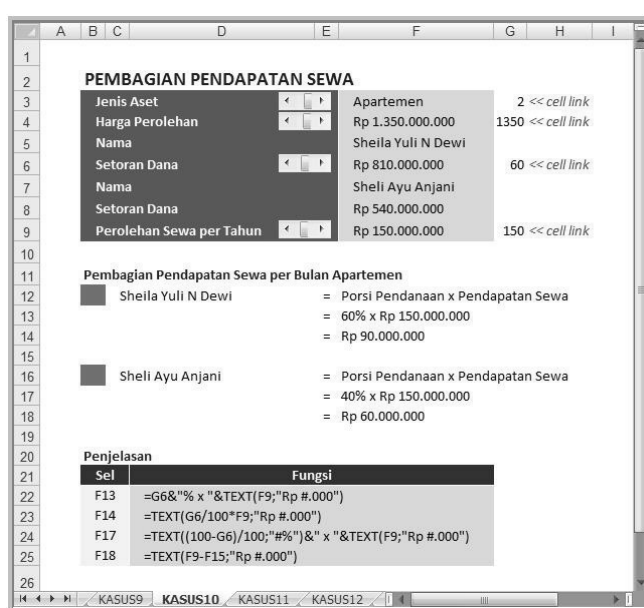 A B C D E F G H I
1
2 PEMBAGIAN PENDAPATAN SEWA
3 Jenis Aset Apartemen 2 << cell link
4 Harga Perolehan Rp 1.350.000.000 1350 << cell link
5 Nama Sheila Yuli N Dewi
6 Setoran Dana Rp 810.000.000 60 << cell link
7 Nama Sheli Ayu Anjani
8 Setoran Dana Rp 540.000.000
9 Perolehan Sewa per Tahun Rp 150.000.000 150 << cell link
10
11 Pembagian Pendapatan Sewa per Bulan Apartemen
12 Sheila Yuli N Dewi = Porsi Pendanaan x Pendapatan Sewa
13 = 60% x Rp 150.000.000
14 = Rp 90.000.000
15
16 Sheli Ayu Anjani = Porsi Pendanaan x Pendapatan Sewa
17 = 40% x Rp 150.000.000
18 = Rp 60.000.000
19
20 Penjelasan
21 Sel Fungsi
22 F13 =G6&"% x "&TEXT(F9;"Rp #.000")
23 F14 =TEXT(G6/100*F9;"Rp #.000")
24 F17 =TEXT((100-G6)/100;"#%")&" x "&TEXT(F9;"Rp #.000")
25 F18 =TEXT(F9-F15;"Rp #.000")
26
KASUS9 KASUS10 KASUS11 KASUS12